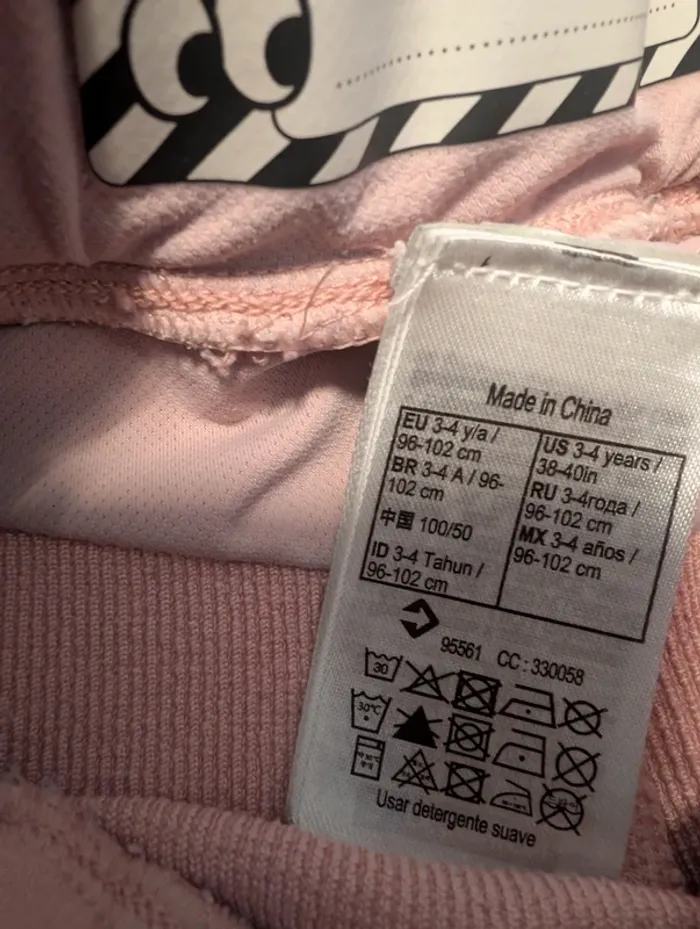 Made in China
EU 3-4 y/a /
96-102 cm
BR 3-4 A / 96-
102 cm
中国 100/50
ID 3-4 Tahun /
96-102 cm
US 3-4 years /
38-40in
RU 3-4года /
96-102 cm
MX 3-4 años /
96-102 cm
95561 CC : 330058
30
30°C
Usar detergente suave